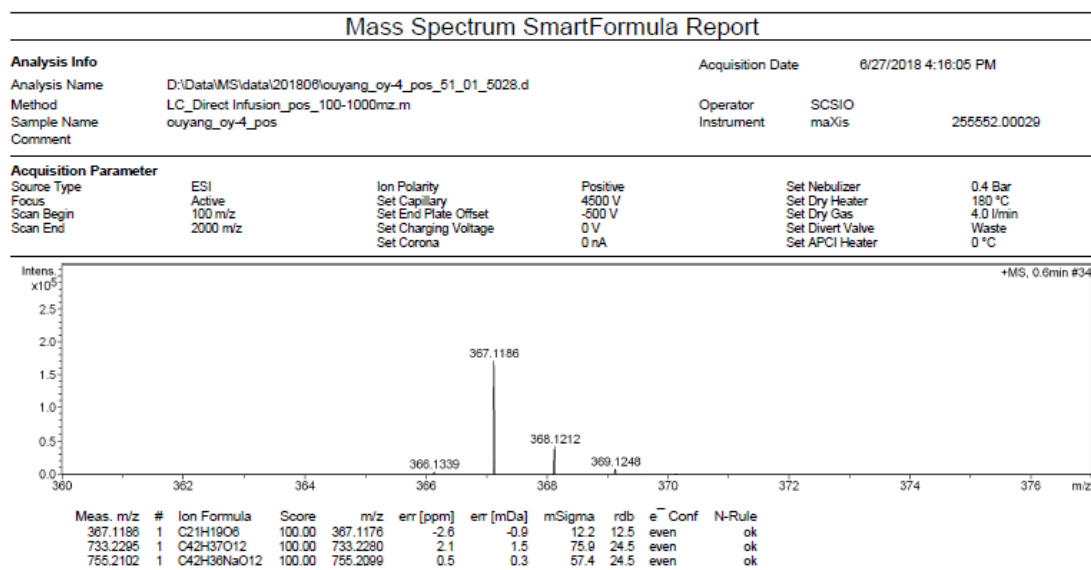 Mass Spectrum SmartFormula Report
Analysis Info Acquisition Date 6/27/2018 4:16:05 PM
Analysis Name D:\Data\MS\data\201806\ouyang_oy-4_pos_51_01_5028.d
Method LC_Direct Infusion_pos_100-1000mz.m Operator SCSIO
Sample Name ouyang_oy-4_pos Instrument maXis 255552.00029
Comment
Acquisition Parameter
Source Type ESI Ion Polarity Positive Set Nebulizer 0.4 Bar
Focus Active Set Capillary 4500 V Set Dry Heater 180 °C
Scan Begin 100 m/z Set End Plate Offset -500 V Set Dry Gas 4.0 l/min
Scan End 2000 m/z Set Charging Voltage 0 V Set Divert Valve Waste
Set Corona 0 nA Set APCI Heater 0 °C
Intens. +MS, 0.6min #34
x10⁵
2.5
2.0
367.1186
1.5
1.0
0.5 368.1212
366.1339 369.1248
0.0
360 362 364 366 368 370 372 374 376 m/z
Meas. m/z # Ion Formula Score m/z err [ppm] err [mDa] mSigma rdb e⁻ Conf N-Rule
367.1186 1 C21H19O6 100.00 367.1176 -2.6 -0.9 12.2 12.5 even ok
733.2295 1 C42H37O12 100.00 733.2280 2.1 1.5 75.9 24.5 even ok
755.2102 1 C42H36NaO12 100.00 755.2099 0.5 0.3 57.4 24.5 even ok